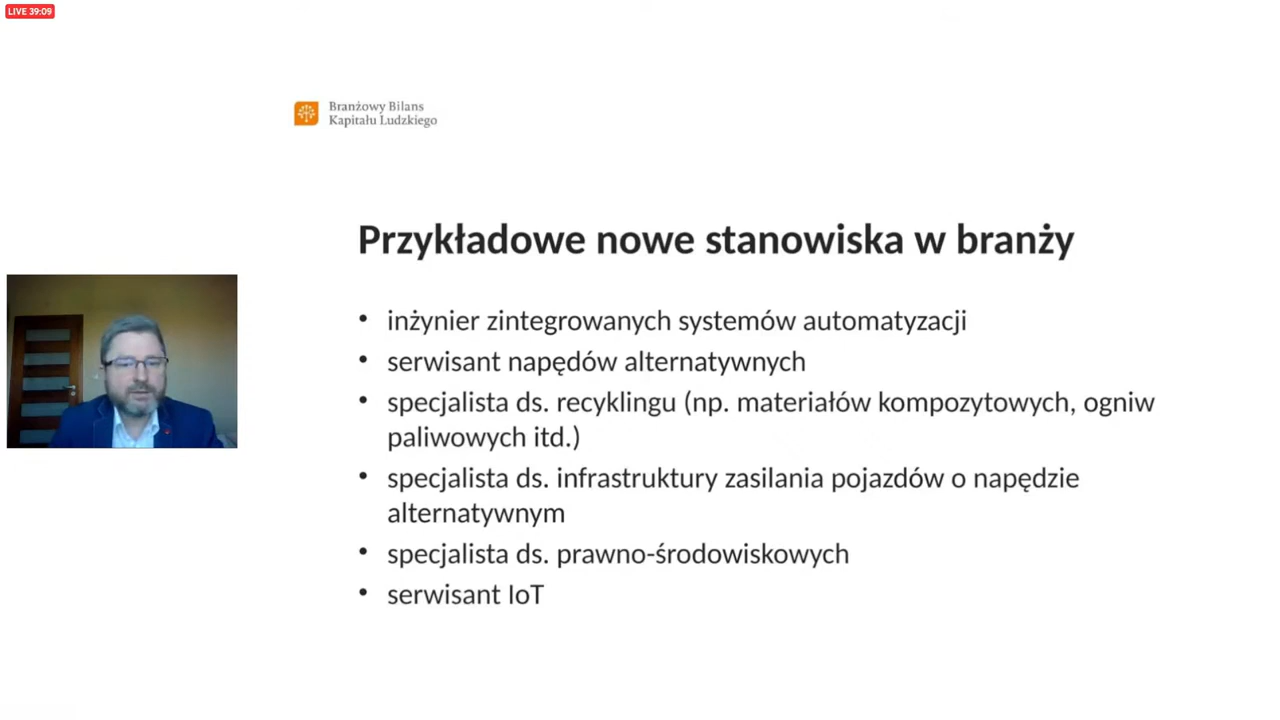 LIVE 39:09
Branżowy Bilans
Kapitału Ludzkiego
Przykładowe nowe stanowiska w branży
• inżynier zintegrowanych systemów automatyzacji
• serwisant napędów alternatywnych
• specjalista ds. recyklingu (np. materiałów kompozytowych, ogniw
paliwowych itd.)
• specjalista ds. infrastruktury zasilania pojazdów o napędzie
alternatywnym
• specjalista ds. prawno-środowiskowych
• serwisant IoT